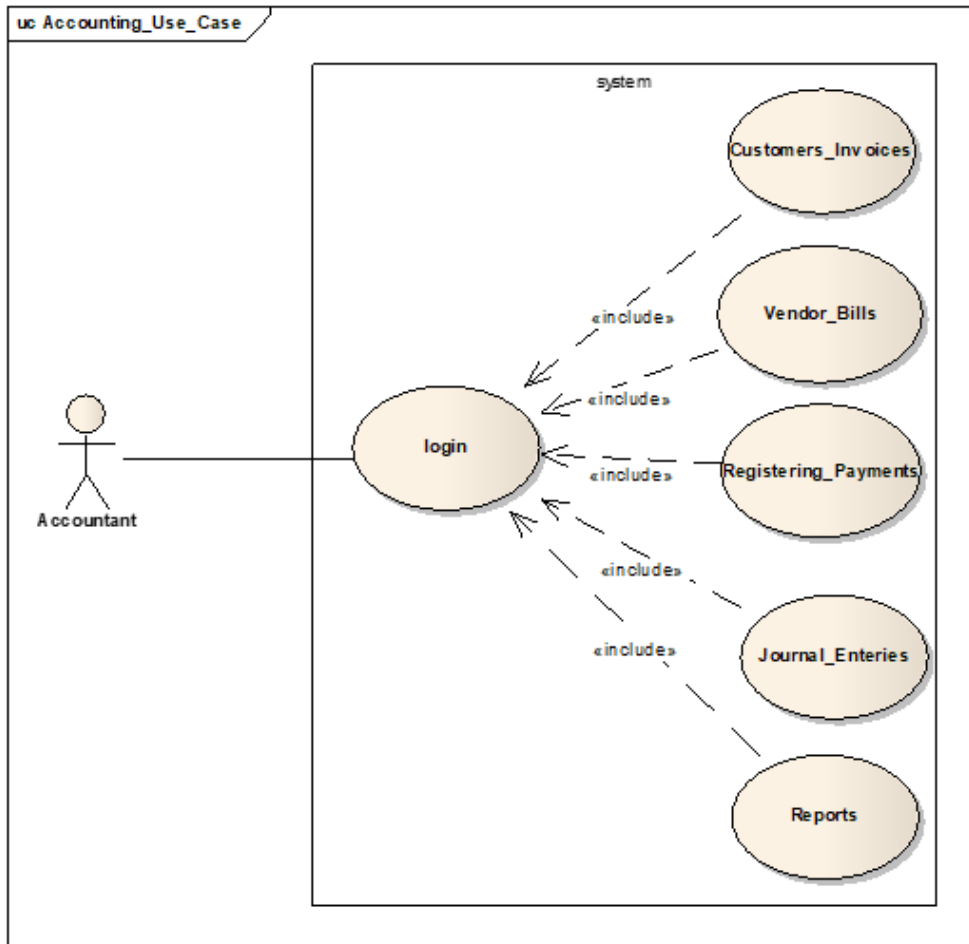 uc Accounting_Use_Case
system
Customers_Invoices
«include»
Vendor_Bills
«include»
login
Registering_Payments
«include»
Accountant
«include»
Journal_Enteries
«include»
Reports